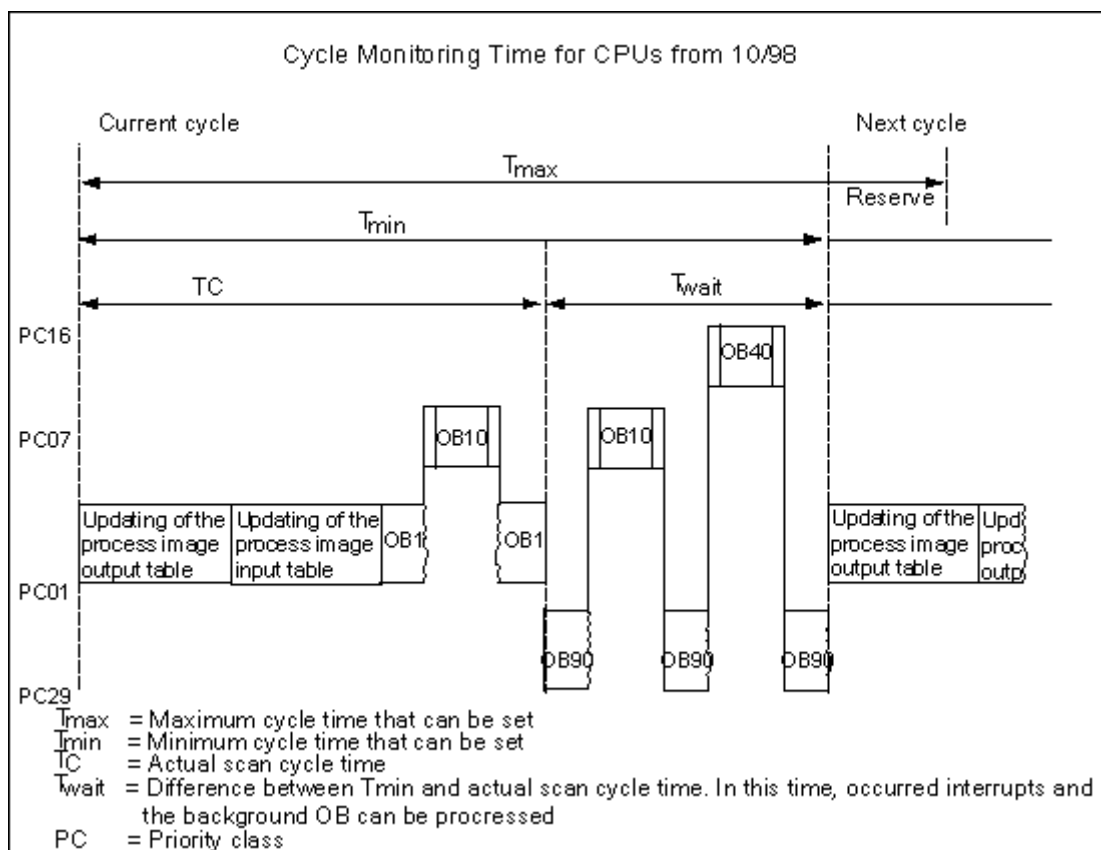 Cycle Monitoring Time for CPUs from 10/98
Current cycle
Next cycle
Tmax
Reserve
Tmin
TC
Twait
PC16
OB40
PC07
OB10
OB10
Updating of the
process image
output table
Updating of the
process image
input table
OB1
OB1
Updating of the
process image
output table
Upd
proc
outp
PC01
OB90
OB90
OB90
PC29
Tmax = Maximum cycle time that can be set
Tmin = Minimum cycle time that can be set
TC = Actual scan cycle time
Twait = Difference between Tmin and actual scan cycle time. In this time, occurred interrupts and
the background OB can be procressed
PC = Priority class